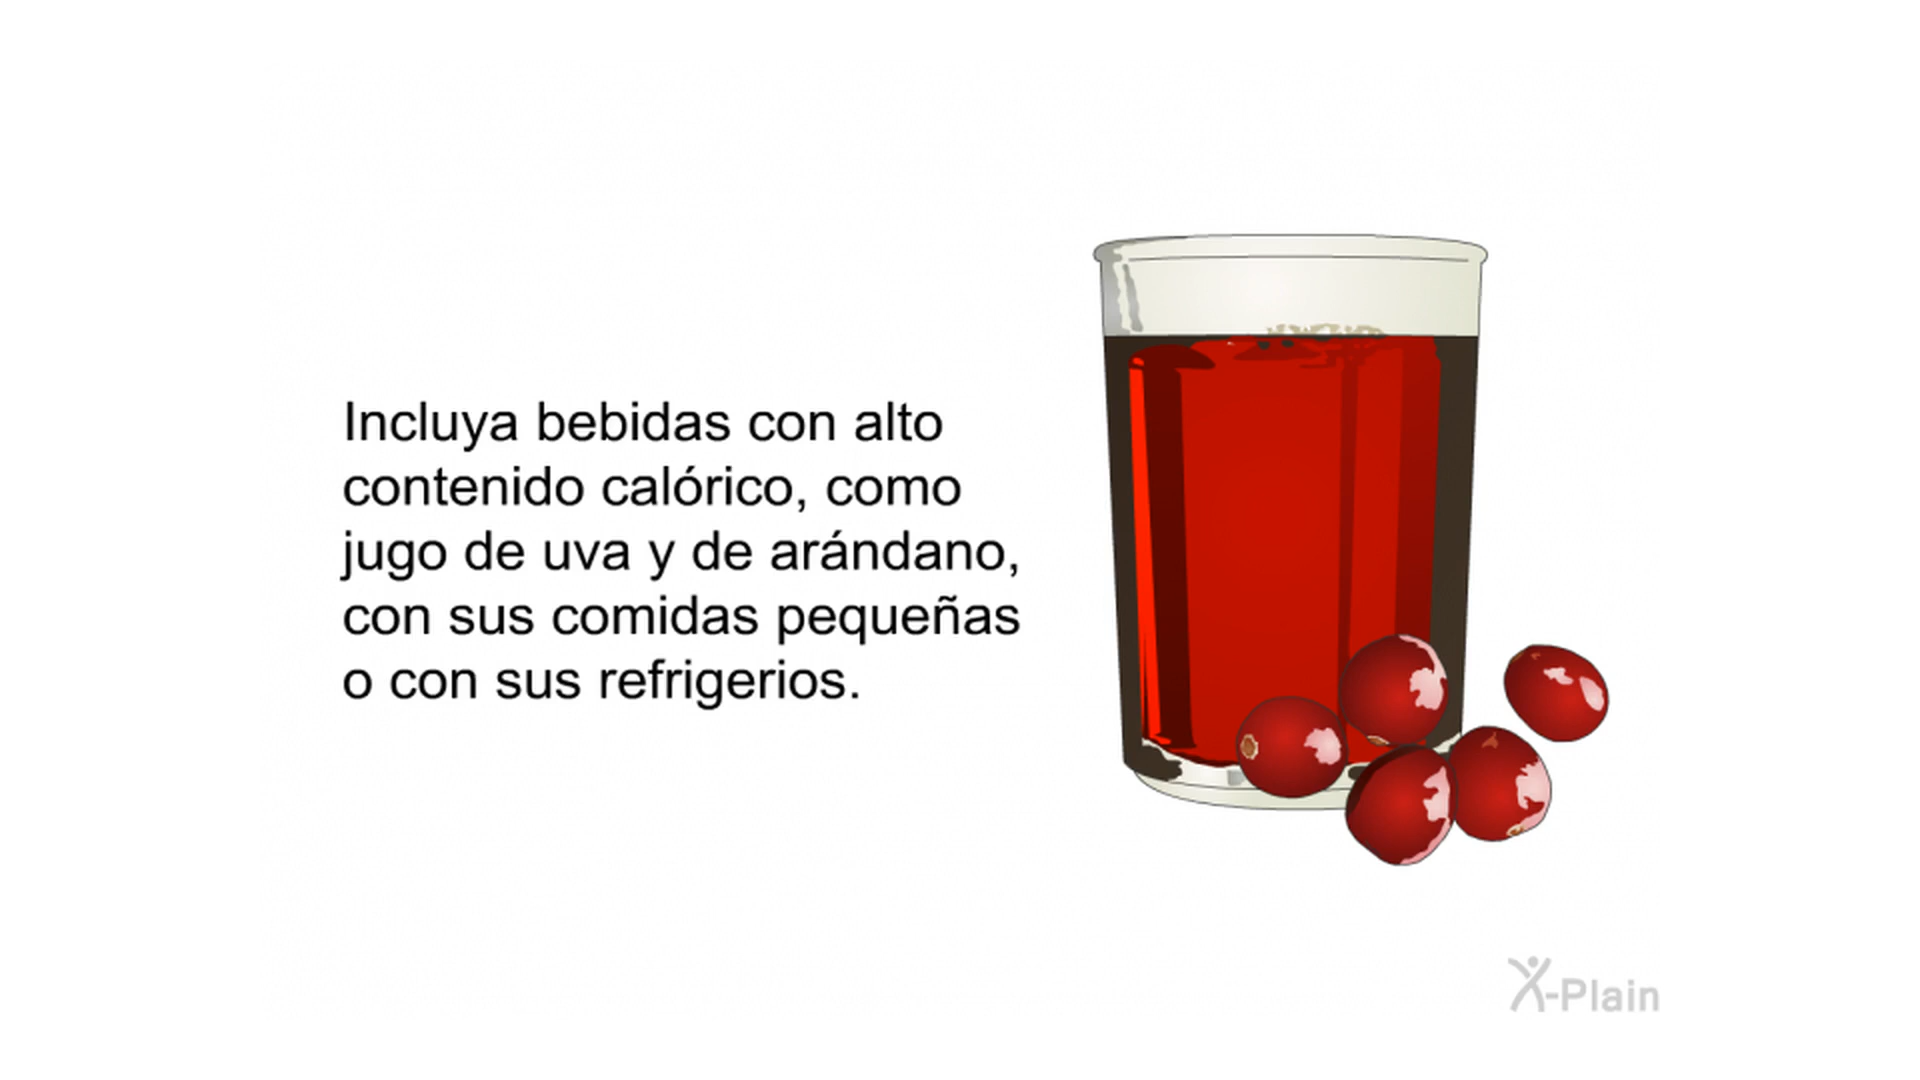 Incluya bebidas con alto
contenido calórico, como
jugo de uva y de arándano,
con sus comidas pequeñas
o con sus refrigerios.
X-Plain